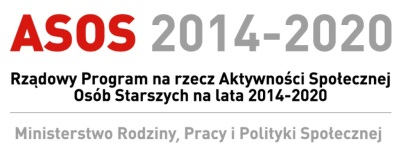 ASOS 2014-2020
Rządowy Program na rzecz Aktywności Społecznej
Osób Starszych na lata 2014-2020
Ministerstwo Rodziny, Pracy i Polityki Społecznej